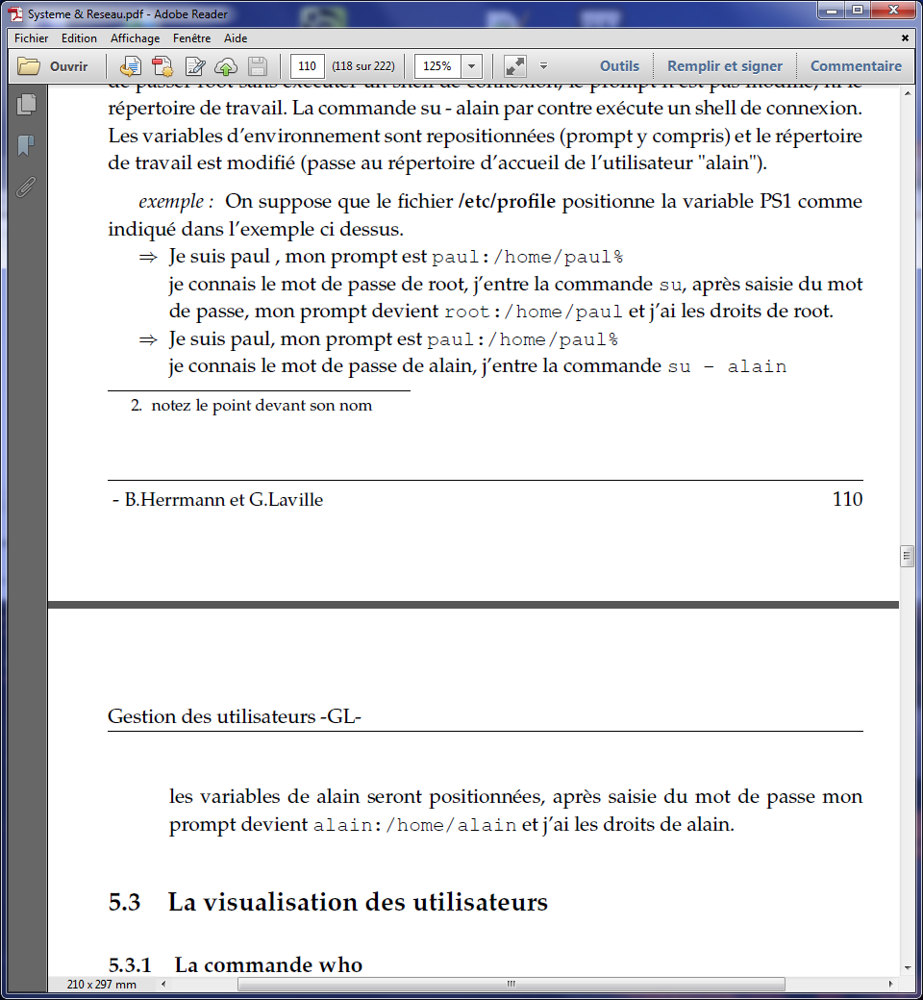 Systeme & Reseau.pdf - Adobe Reader
Fichier Edition Affichage Fenêtre Aide
Ouvrir 110 (118 sur 222) 125% Outils Remplir et signer Commentaire
de passer root sans exécuter un shell de connexion, le prompt n'est pas modifié, ni le
répertoire de travail. La commande su - alain par contre exécute un shell de connexion.
Les variables d'environnement sont repositionnées (prompt y compris) et le répertoire
de travail est modifié (passe au répertoire d'accueil de l'utilisateur "alain").
exemple : On suppose que le fichier /etc/profile positionne la variable PS1 comme
indiqué dans l'exemple ci dessus.
⇒ Je suis paul , mon prompt est paul:/home/paul%
je connais le mot de passe de root, j'entre la commande su, après saisie du mot
de passe, mon prompt devient root:/home/paul et j'ai les droits de root.
⇒ Je suis paul, mon prompt est paul:/home/paul%
je connais le mot de passe de alain, j'entre la commande su - alain
2. notez le point devant son nom
- B.Herrmann et G.Laville 110
Gestion des utilisateurs -GL-
les variables de alain seront positionnées, après saisie du mot de passe mon
prompt devient alain:/home/alain et j'ai les droits de alain.
5.3 La visualisation des utilisateurs
5.3.1 La commande who
210 x 297 mm